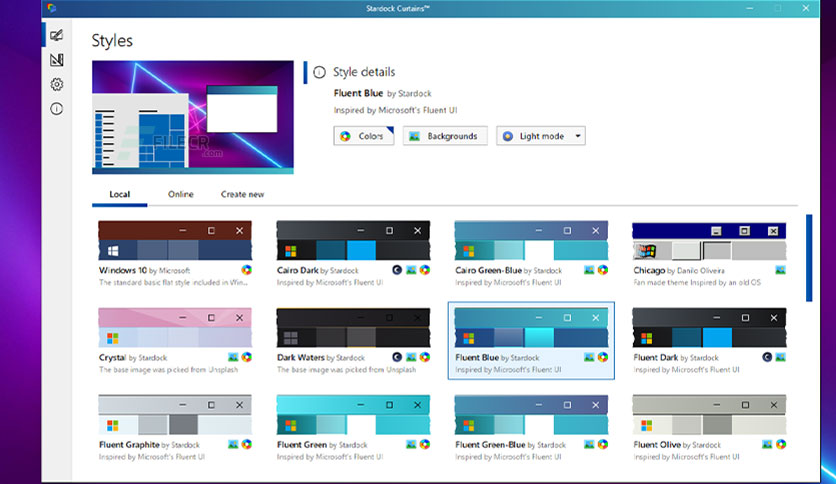 Stardock Curtains™
Styles
Style details
Fluent Blue by Stardock
Inspired by Microsoft's Fluent UI
Colors
Backgrounds
Light mode
FILECR
.com
Local
Online
Create new
Windows 10 by Microsoft
The standard basic flat style included in Win...
Cairo Dark by Stardock
Inspired by Microsoft's Fluent UI
Cairo Green-Blue by Stardock
Inspired by Microsoft's Fluent UI
Chicago by Danilo Oliveira
Fan made theme Inspired by an old OS
Crystal by Stardock
The base image was picked from Unsplash
Dark Waters by Stardock
The base image was picked from Unsplash
Fluent Blue by Stardock
Inspired by Microsoft's Fluent UI
Fluent Dark by Stardock
Inspired by Microsoft's Fluent UI
Fluent Graphite by Stardock
Inspired by Microsoft's Fluent UI
Fluent Green by Stardock
Inspired by Microsoft's Fluent UI
Fluent Green-Blue by Stardock
Inspired by Microsoft's Fluent UI
Fluent Olive by Stardock
Inspired by Microsoft's Fluent UI